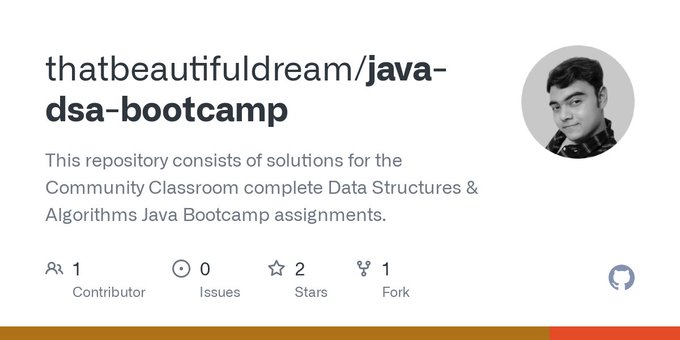 thatbeautifuldream/java-
dsa-bootcamp
This repository consists of solutions for the
Community Classroom complete Data Structures &
Algorithms Java Bootcamp assignments.
1 0 2 1
Contributor Issues Stars Fork